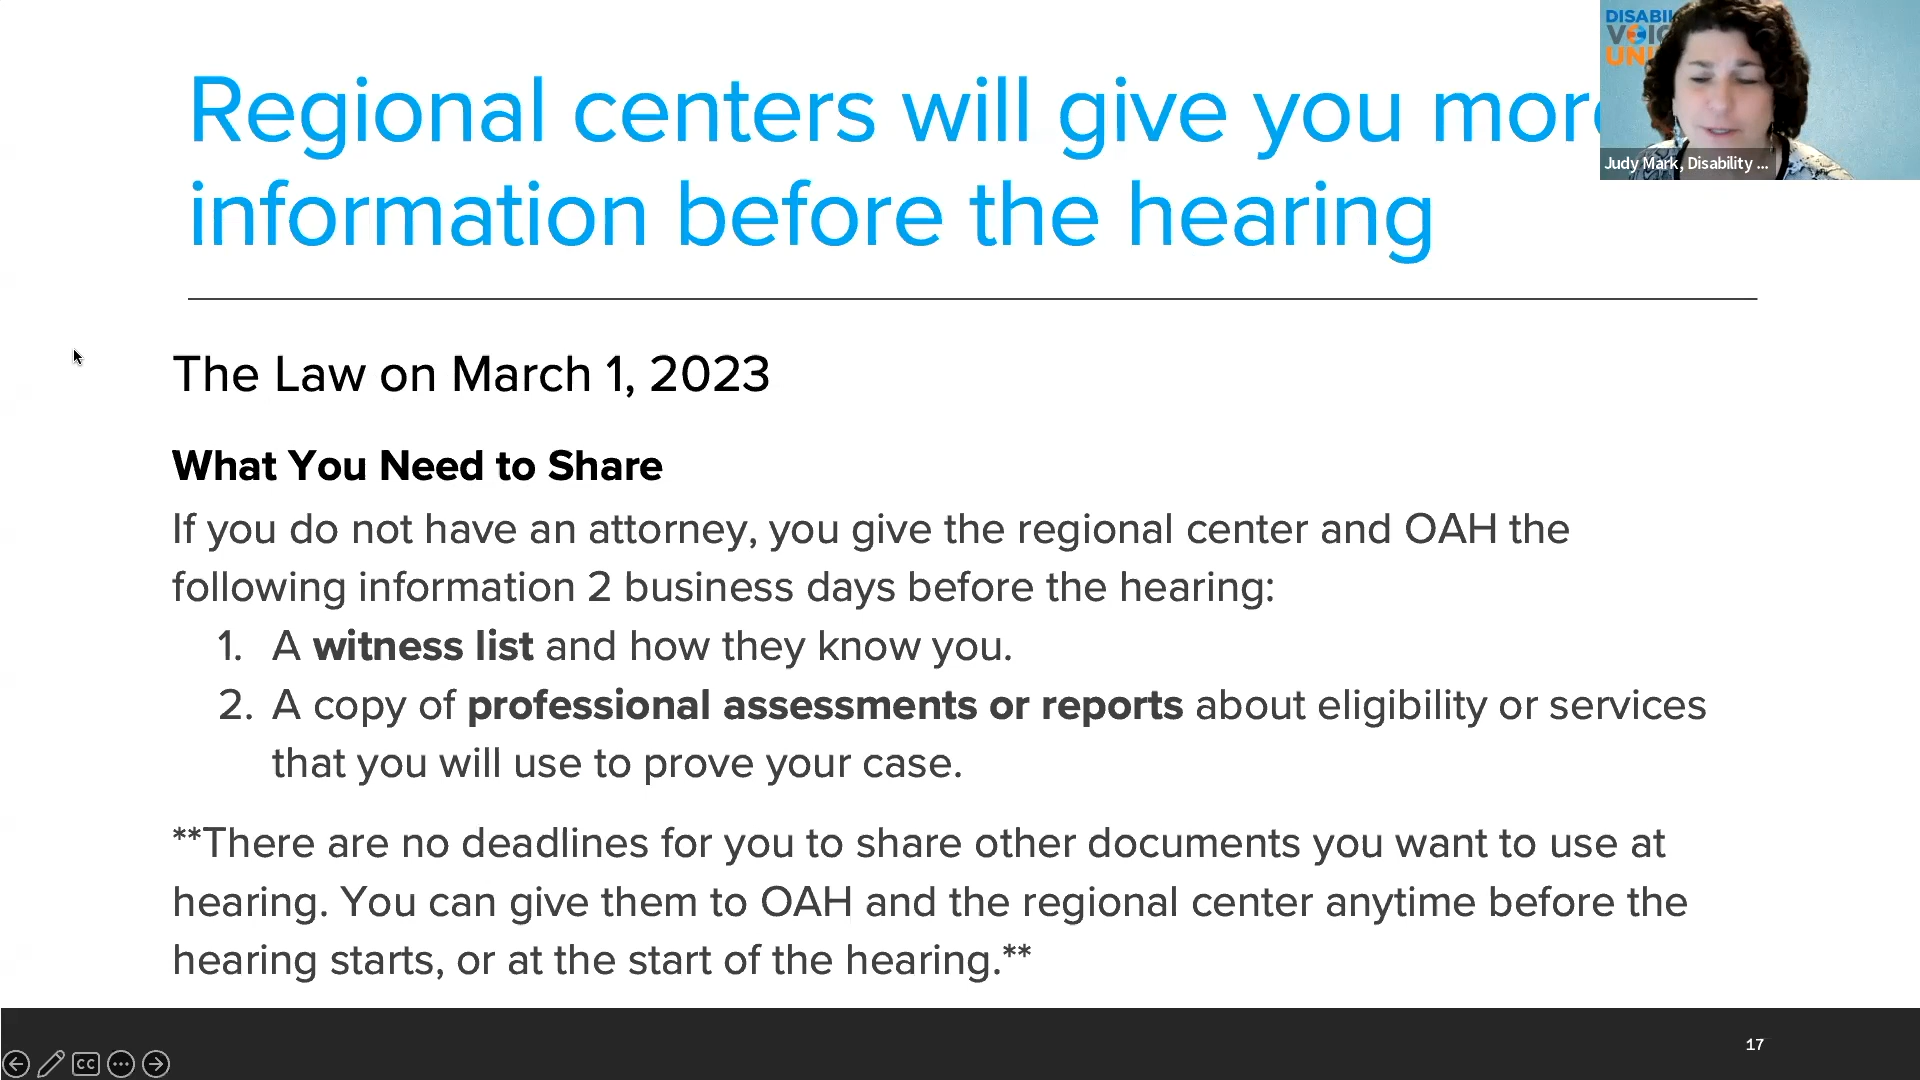 Regional centers will give you more
information before the hearing
DISABIL
VOIC
UNI
Judy Mark, Disability ...
The Law on March 1, 2023
What You Need to Share
If you do not have an attorney, you give the regional center and OAH the
following information 2 business days before the hearing:
1. A witness list and how they know you.
2. A copy of professional assessments or reports about eligibility or services
that you will use to prove your case.
**There are no deadlines for you to share other documents you want to use at
hearing. You can give them to OAH and the regional center anytime before the
hearing starts, or at the start of the hearing.**
CC
17